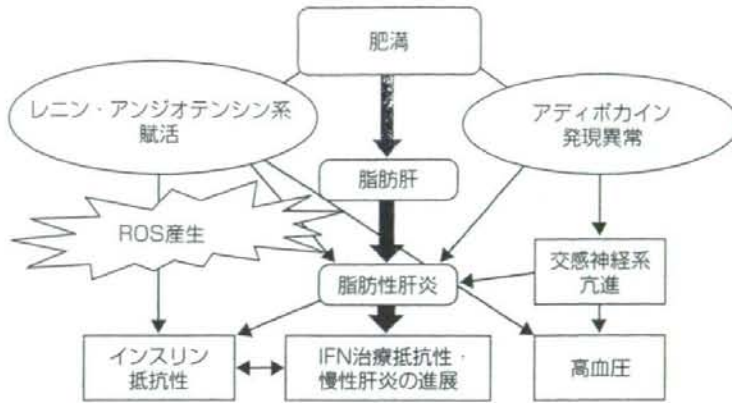 肥満
レニン・アンジオテンシン系
賦活
アディポカイン
発現異常
脂肪肝
ROS産生
脂肪性肝炎
交感神経系
亢進
インスリン
抵抗性
IFN治療抵抗性・
慢性肝炎の進展
高血圧